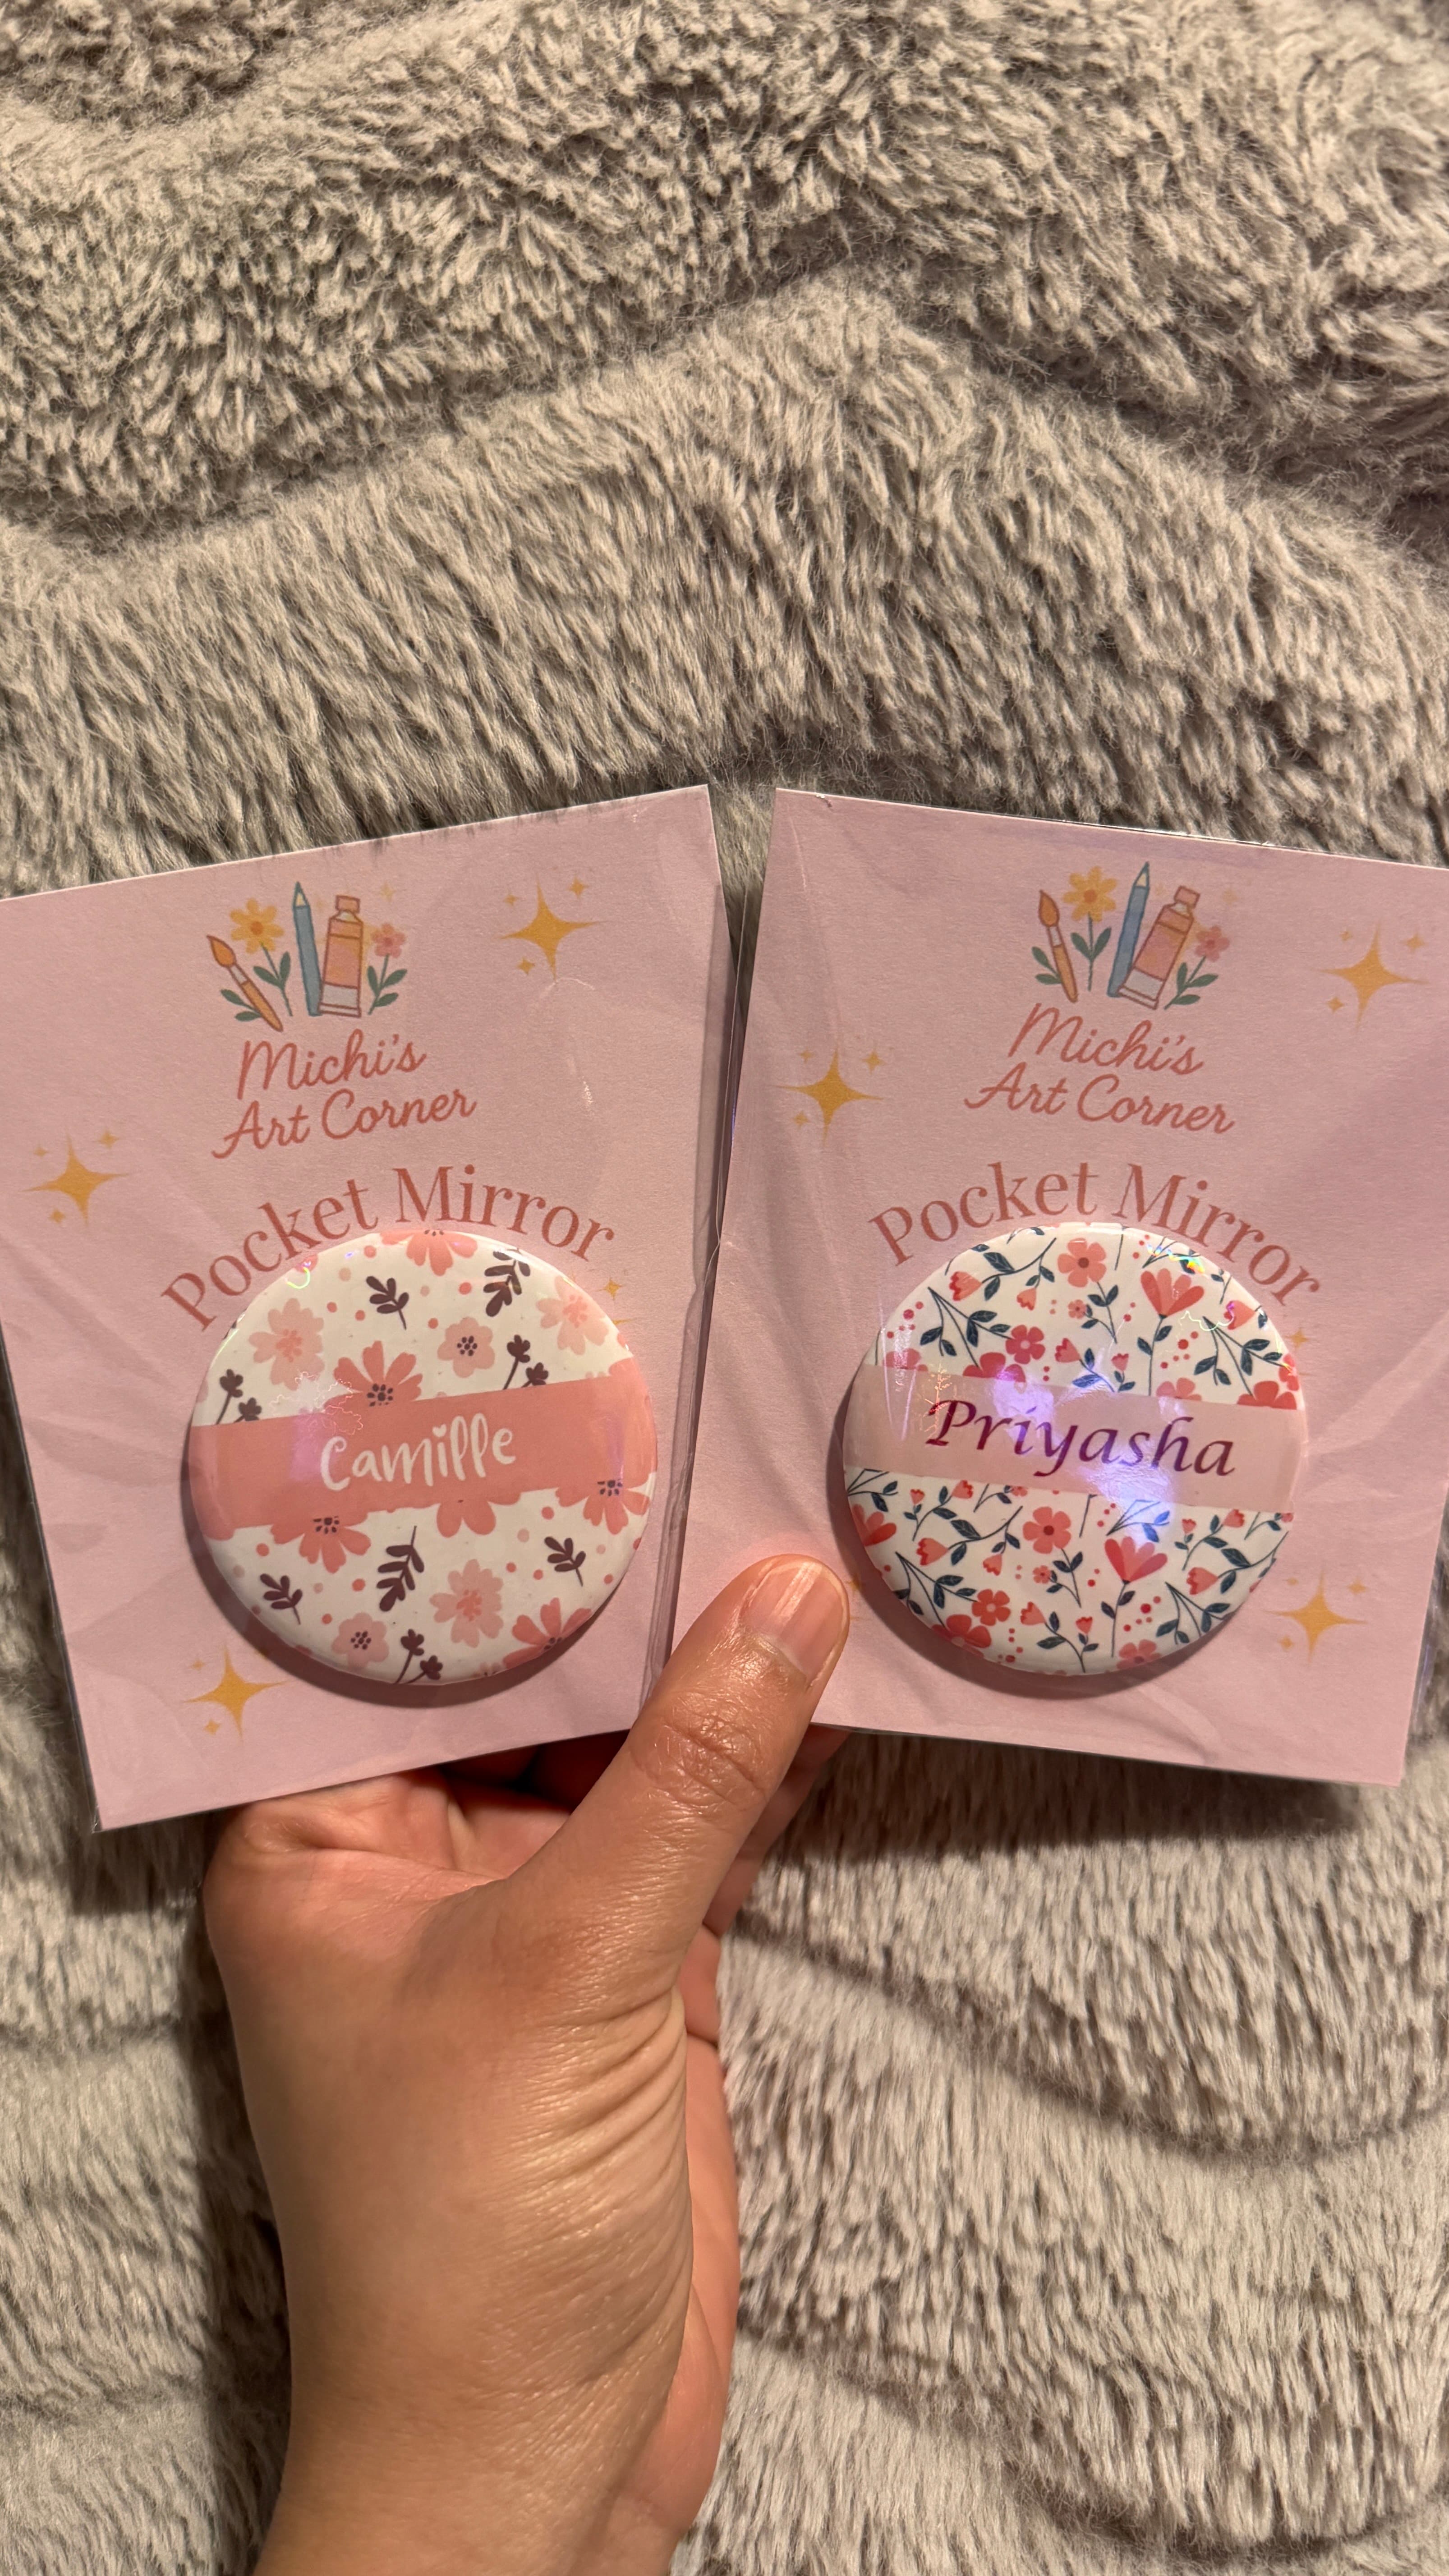 Michi's
Art Corner
Pocket Mirror
Camille
Michi's
Art Corner
Pocket Mirror
Priyasha